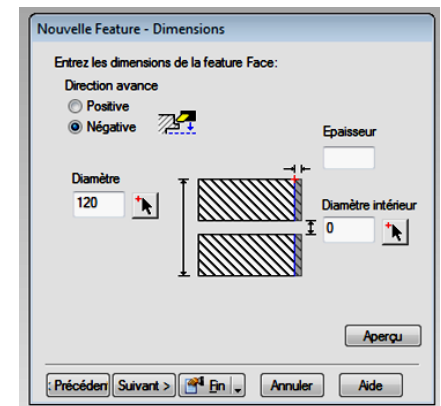 Nouvelle Feature - Dimensions
Entrez les dimensions de la feature Face:
Direction avance
Positive
Négative
Epaisseur
Diamètre
120
Diamètre intérieur
0
Aperçu
: Précéden Suivant > Fin Annuler Aide